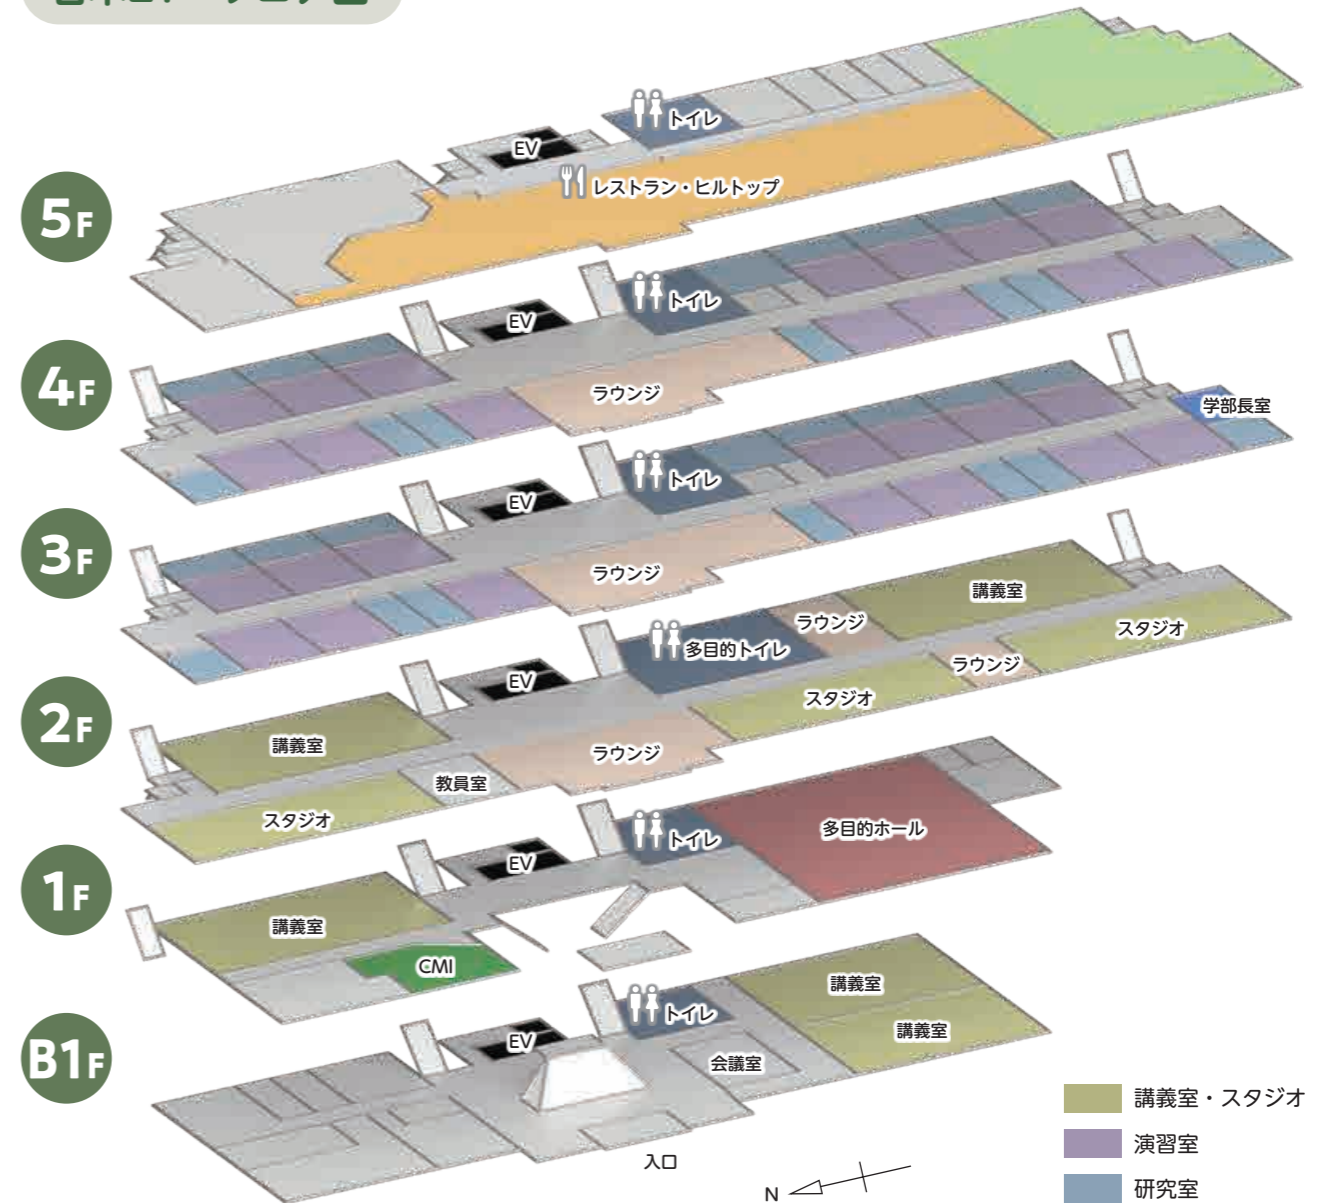 トイレ
EV
レストラン・ヒルトップ
5F
トイレ
EV
4F
ラウンジ
学部長室
トイレ
EV
3F
ラウンジ
講義室
ラウンジ
スタジオ
多目的トイレ
ラウンジ
EV
スタジオ
2F
講義室
ラウンジ
教員室
スタジオ
トイレ
多目的ホール
EV
1F
講義室
CMI
講義室
トイレ
講義室
EV
B1F
会議室
講義室・スタジオ
演習室
入口
研究室
N